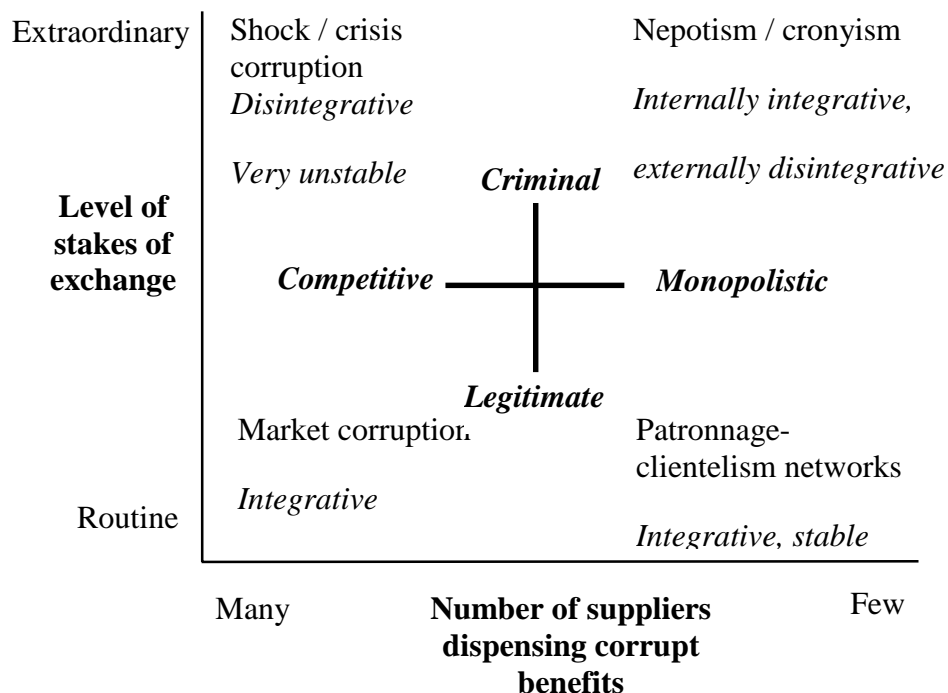 Extraordinary
Shock / crisis
corruption
Disintegrative
Very unstable
Nepotism / cronyism
Internally integrative,
externally disintegrative
Criminal
Level of
stakes of
exchange
Competitive
Monopolistic
Legitimate
Market corruption
Integrative
Patronnage-
clientelism networks
Integrative, stable
Routine
Many
Number of suppliers
dispensing corrupt
benefits
Few